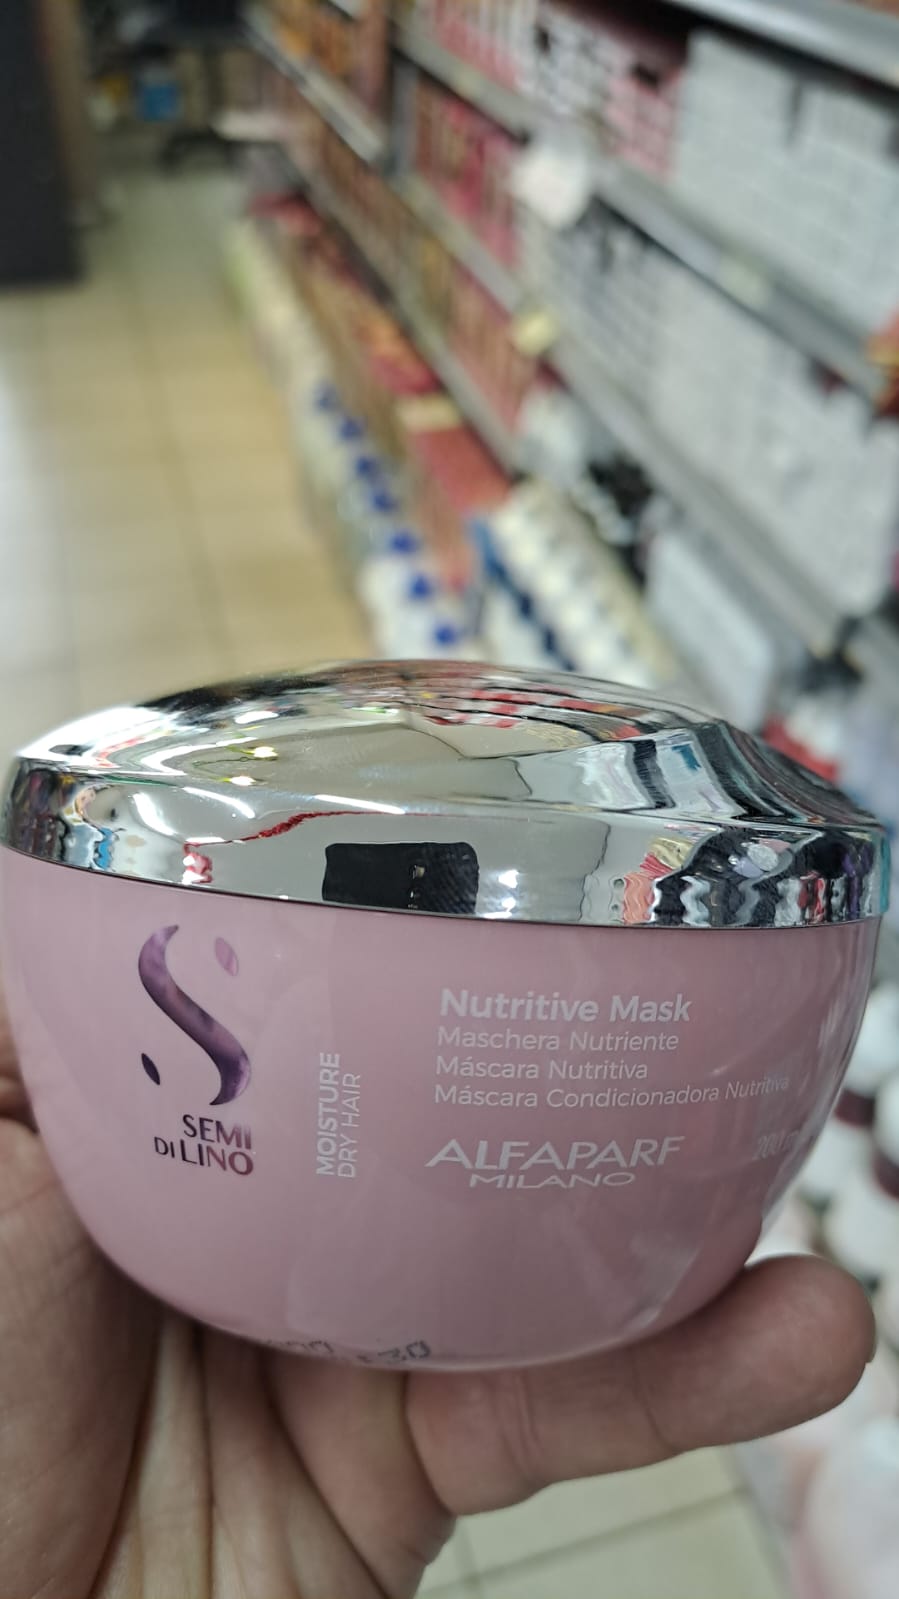 SEMI
DI LINO
MOISTURE
DRY HAIR
Nutritive Mask
Maschera Nutriente
Máscara Nutritiva
Máscara Condicionadora Nutritiva
ALFAPARF
MILANO